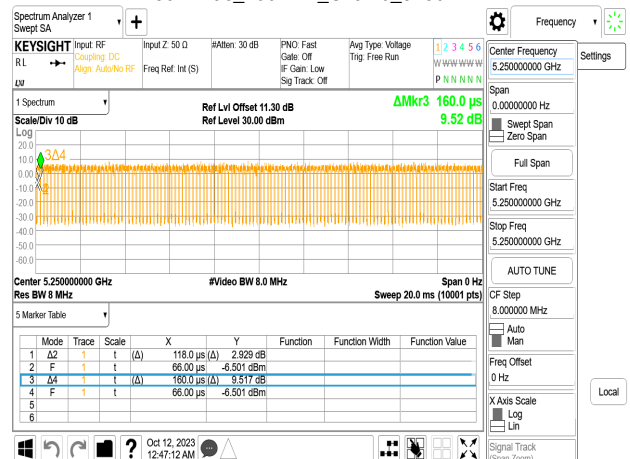 Spectrum Analyzer 1
Swept SA
Frequency
KEYSIGHT
Input: RF
Coupling: DC
Align: Auto/No RF
Input Z: 50 Ω
Freq Ref: Int (S)
#Atten: 30 dB
PNO: Fast
Gate: Off
IF Gain: Low
Sig Track: Off
Avg Type: Voltage
Trig: Free Run
1 2 3 4 5 6
W W W W W W
P N N N N N
R L
LXI
1 Spectrum
Scale/Div 10 dB
Ref Lvl Offset 11.30 dB
Ref Level 30.00 dBm
ΔMkr3 160.0 µs
9.52 dB
Log
20.0
10.0
0.00
-10.0
-20.0
-30.0
-40.0
-50.0
-60.0
3Δ4
Center 5.250000000 GHz
Res BW 8 MHz
#Video BW 8.0 MHz
Span 0 Hz
Sweep 20.0 ms (10001 pts)
5 Marker Table
Mode Trace Scale X Y Function Function Width Function Value
1 Δ2 1 t (Δ) 118.0 µs (Δ) 2.929 dB
2 F 1 t 66.00 µs -6.501 dBm
3 Δ4 1 t (Δ) 160.0 µs (Δ) 9.517 dB
4 F 1 t 66.00 µs -6.501 dBm
5
6
?
Oct 12, 2023
12:47:12 AM
Center Frequency
5.250000000 GHz
Settings
Span
0.00000000 Hz
Swept Span
Zero Span
Full Span
Start Freq
5.250000000 GHz
Stop Freq
5.250000000 GHz
AUTO TUNE
CF Step
8.000000 MHz
Auto
Man
Freq Offset
0 Hz
X Axis Scale
Log
Lin
Local
Signal Track
(Span Zoom)